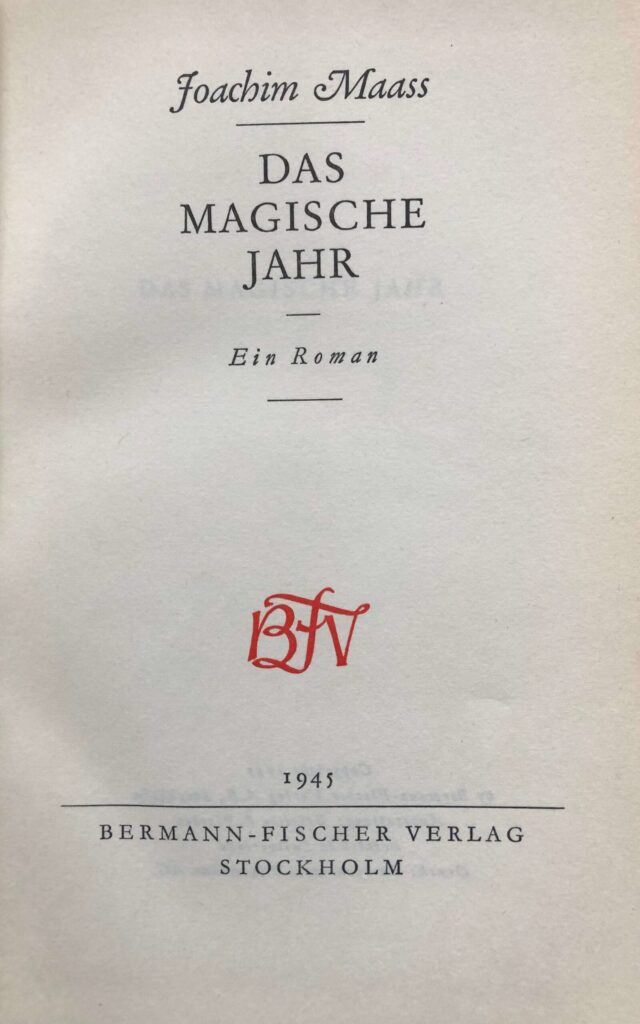 Joachim Maass
DAS
MAGISCHE
JAHR
Ein Roman
BFV
1945
BERMANN-FISCHER VERLAG
STOCKHOLM